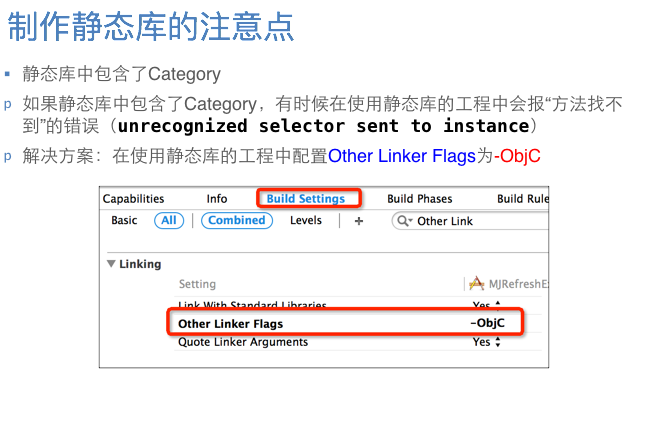 制作静态库的注意点
▪ 静态库中包含了Category
p 如果静态库中包含了Category，有时候在使用静态库的工程中会报“方法找不
到”的错误（unrecognized selector sent to instance）
p 解决方案：在使用静态库的工程中配置Other Linker Flags为-ObjC
Capabilities Info Build Settings Build Phases Build Rule
Basic All Combined Levels + Other Link
Linking
Setting MJRefreshE
Link With Standard Libraries Yes
Other Linker Flags -ObjC
Quote Linker Arguments Yes